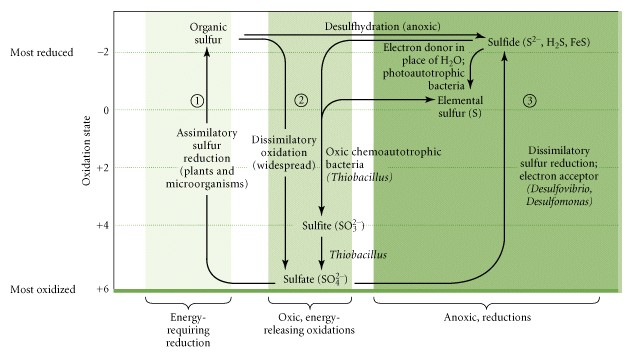 Most reduced
Oxidation state
−2
0
+2
+4
+6
Most oxidized
Organic
sulfur
Desulfhydration (anoxic)
Sulfide (S²⁻, H₂S, FeS)
Electron donor in
place of H₂O;
photoautotrophic
bacteria
Elemental
sulfur (S)
①
②
③
Assimilatory
sulfur
reduction
(plants and
microorganisms)
Dissimilatory
oxidation
(widespread)
Oxic chemoautotrophic
bacteria
(Thiobacillus)
Dissimilatory
sulfur reduction;
electron acceptor
(Desulfovibrio,
Desulfomonas)
Sulfite (SO₃²⁻)
Thiobacillus
Sulfate (SO₄²⁻)
Energy-
requiring
reduction
Oxic, energy-
releasing oxidations
Anoxic, reductions